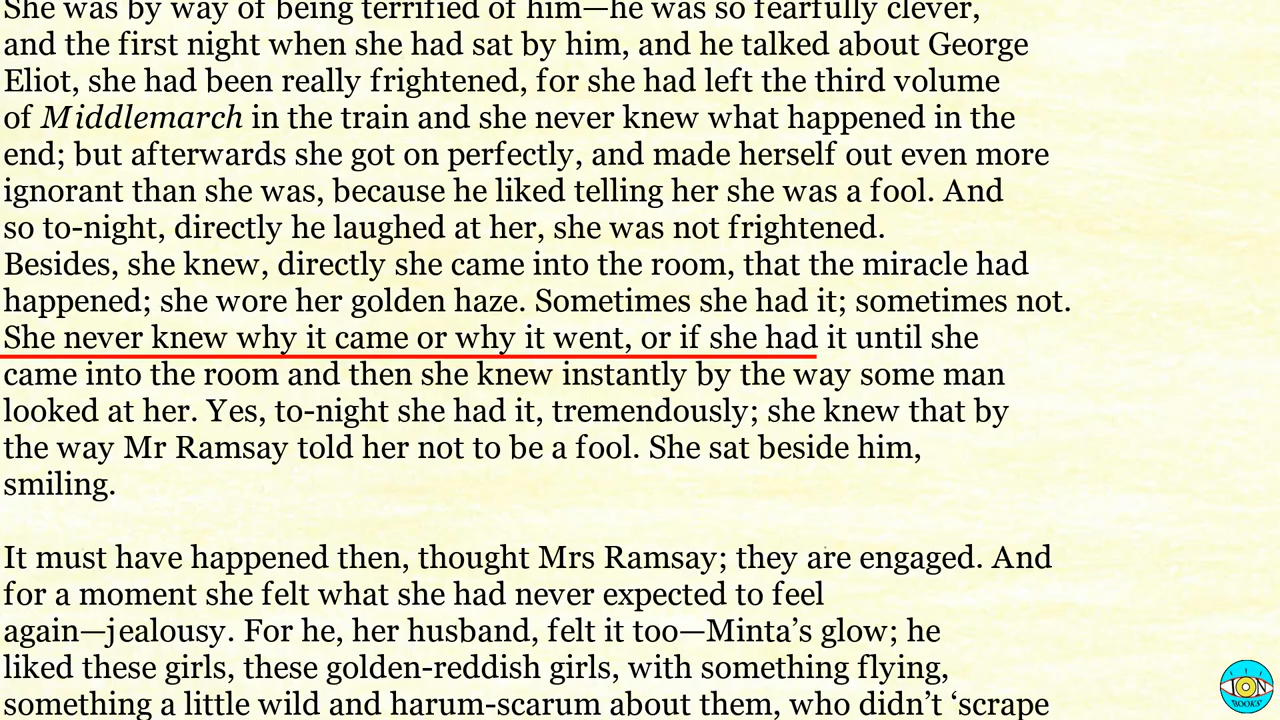 She was by way of being terrified of him—he was so fearfully clever,
and the first night when she had sat by him, and he talked about George
Eliot, she had been really frightened, for she had left the third volume
of Middlemarch in the train and she never knew what happened in the
end; but afterwards she got on perfectly, and made herself out even more
ignorant than she was, because he liked telling her she was a fool. And
so to-night, directly he laughed at her, she was not frightened.
Besides, she knew, directly she came into the room, that the miracle had
happened; she wore her golden haze. Sometimes she had it; sometimes not.
She never knew why it came or why it went, or if she had it until she
came into the room and then she knew instantly by the way some man
looked at her. Yes, to-night she had it, tremendously; she knew that by
the way Mr Ramsay told her not to be a fool. She sat beside him,
smiling.
It must have happened then, thought Mrs Ramsay; they are engaged. And
for a moment she felt what she had never expected to feel
again—jealousy. For he, her husband, felt it too—Minta’s glow; he
liked these girls, these golden-reddish girls, with something flying,
something a little wild and harum-scarum about them, who didn’t ‘scrape
ION
BOOKS